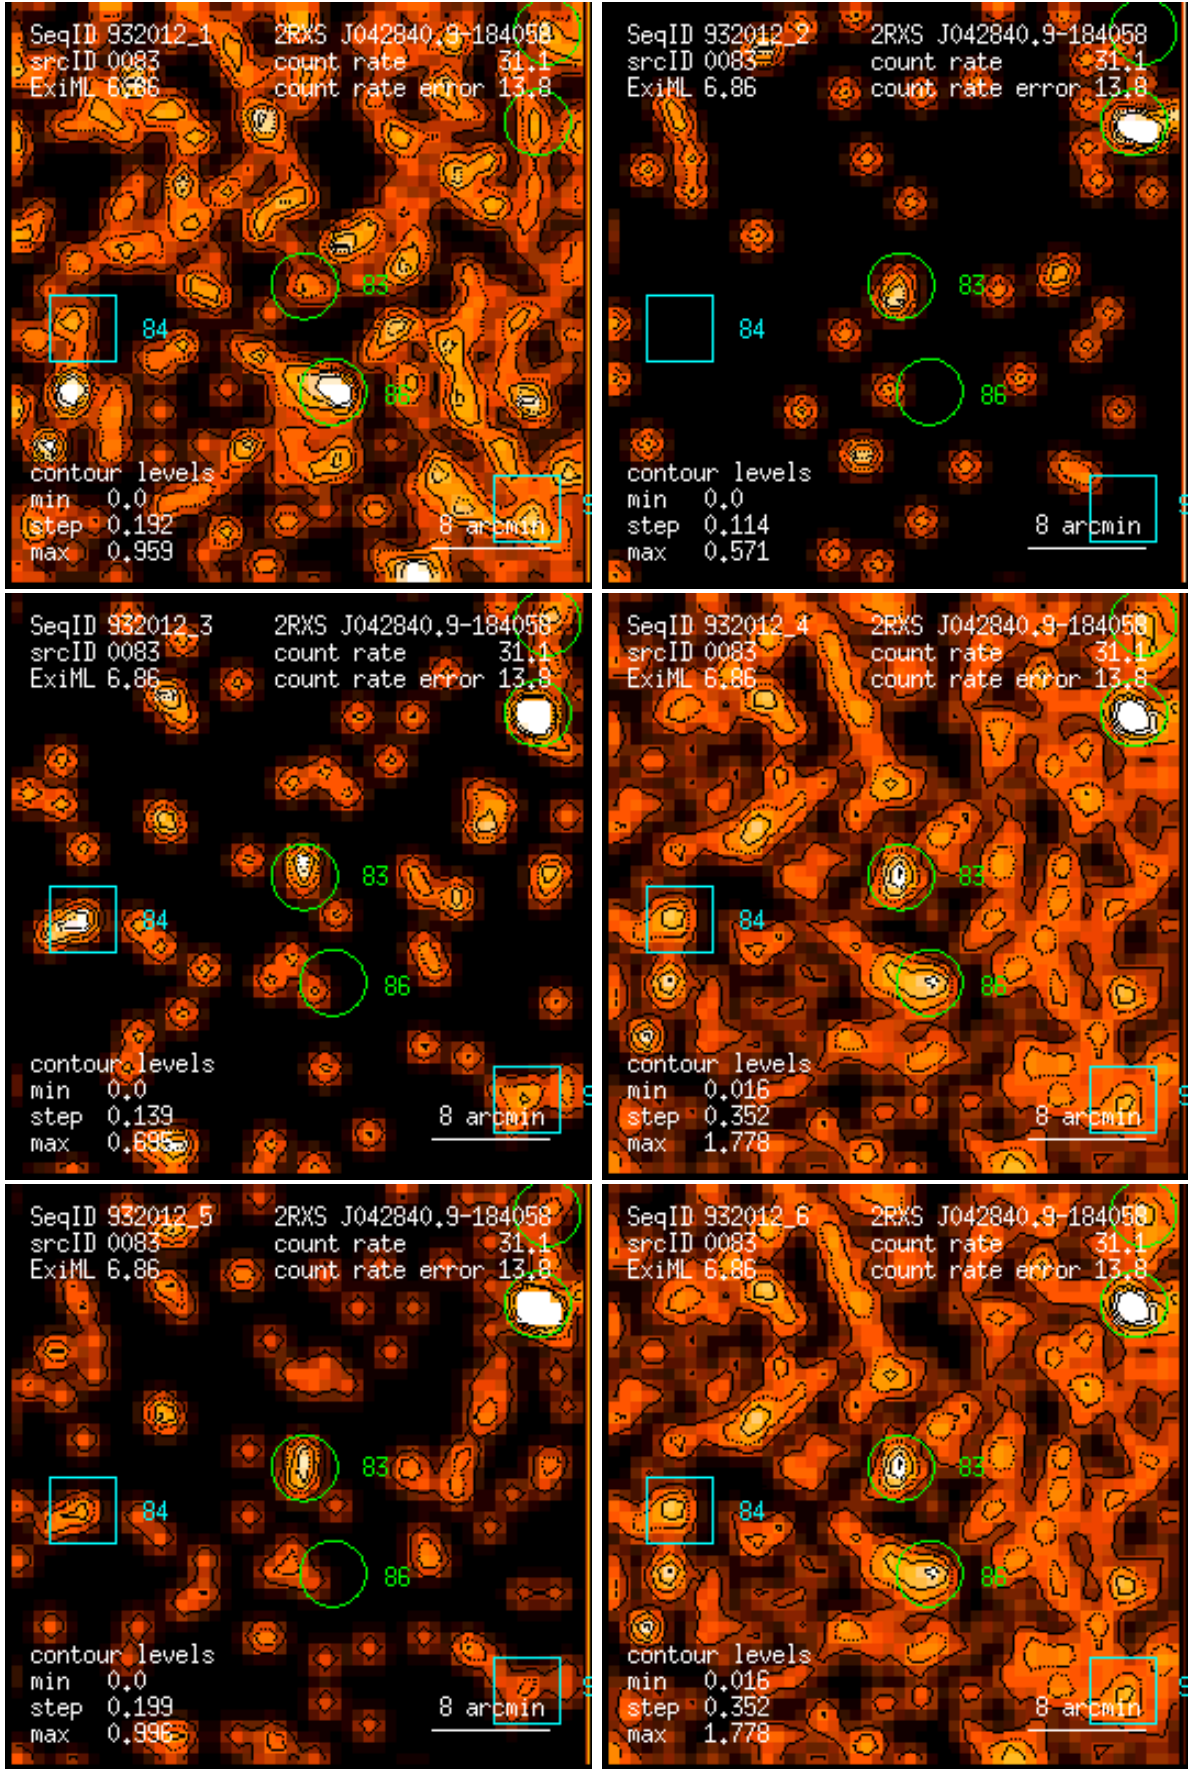 SeqID 932012_1 2RXS J042840.9-184058
srcID 0083 count rate 31.1
ExiML 6.86 count rate error 13.8
83
84
86
contour levels
min 0.0
step 0.192
max 0.959
8 arcmin
SeqID 932012_2 2RXS J042840.9-184058
srcID 0083 count rate 31.1
ExiML 6.86 count rate error 13.8
83
84
86
contour levels
min 0.0
step 0.114
max 0.571
8 arcmin
SeqID 932012_3 2RXS J042840.9-184058
srcID 0083 count rate 31.1
ExiML 6.86 count rate error 13.8
83
84
86
contour levels
min 0.0
step 0.139
max 0.695
8 arcmin
SeqID 932012_4 2RXS J042840.9-184058
srcID 0083 count rate 31.1
ExiML 6.86 count rate error 13.8
83
84
86
contour levels
min 0.016
step 0.352
max 1.778
8 arcmin
SeqID 932012_5 2RXS J042840.9-184058
srcID 0083 count rate 31.1
ExiML 6.86 count rate error 13.8
83
84
86
contour levels
min 0.0
step 0.199
max 0.996
8 arcmin
SeqID 932012_6 2RXS J042840.9-184058
srcID 0083 count rate 31.1
ExiML 6.86 count rate error 13.8
83
84
86
contour levels
min 0.016
step 0.352
max 1.778
8 arcmin